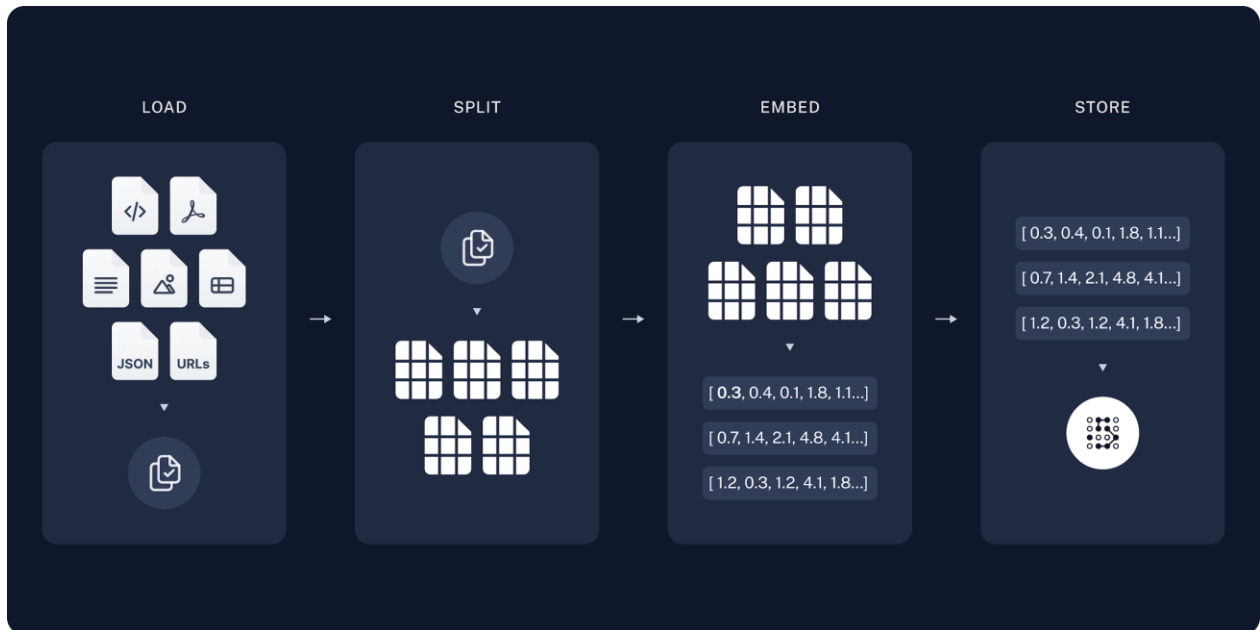 LOAD
SPLIT
EMBED
STORE
</>
JSON
URLs
[ 0.3, 0.4, 0.1, 1.8, 1.1...]
[ 0.7, 1.4, 2.1, 4.8, 4.1...]
[ 1.2, 0.3, 1.2, 4.1, 1.8...]
[ 0.3, 0.4, 0.1, 1.8, 1.1...]
[ 0.7, 1.4, 2.1, 4.8, 4.1...]
[ 1.2, 0.3, 1.2, 4.1, 1.8...]